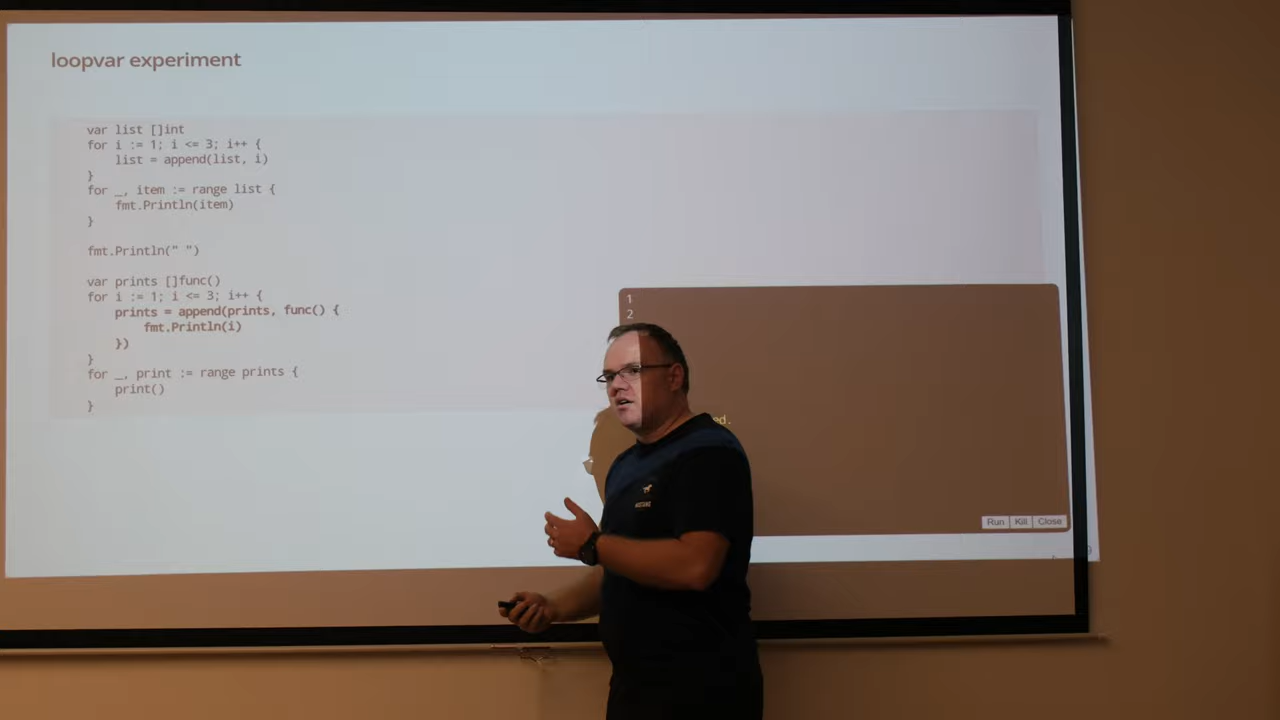 loopvar experiment
var list []int
for i := 1; i <= 3; i++ {
    list = append(list, i)
}
for _, item := range list {
    fmt.Println(item)
}
fmt.Println(" ")
var prints []func()
for i := 1; i <= 3; i++ {
    prints = append(prints, func() {
        fmt.Println(i)
    })
}
for _, print := range prints {
    print()
}
1
2
ed.
Run Kill Close